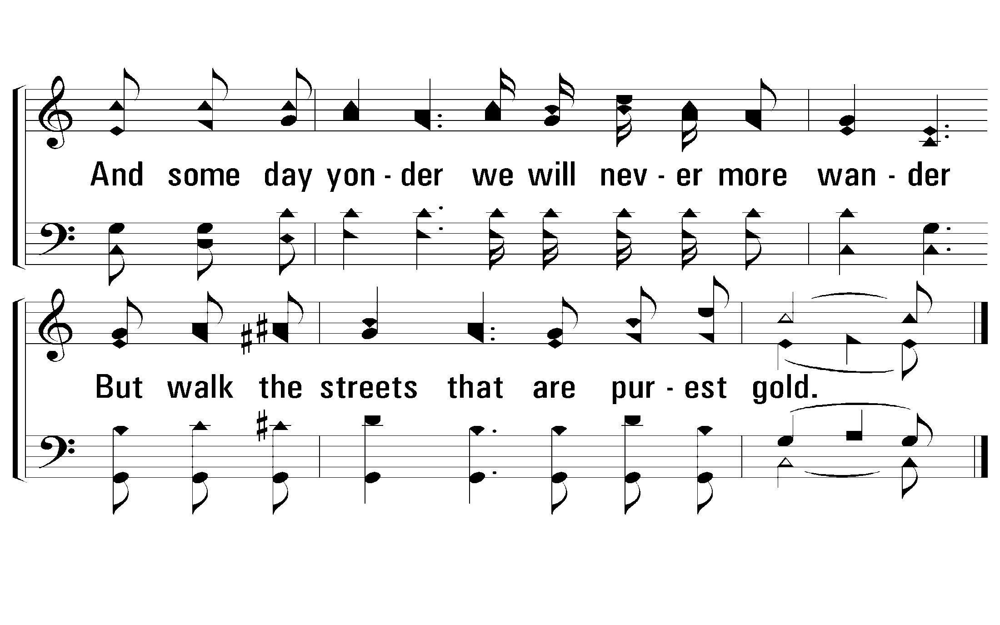 And some day yon - der we will nev - er more wan - der
But walk the streets that are pur - est gold.